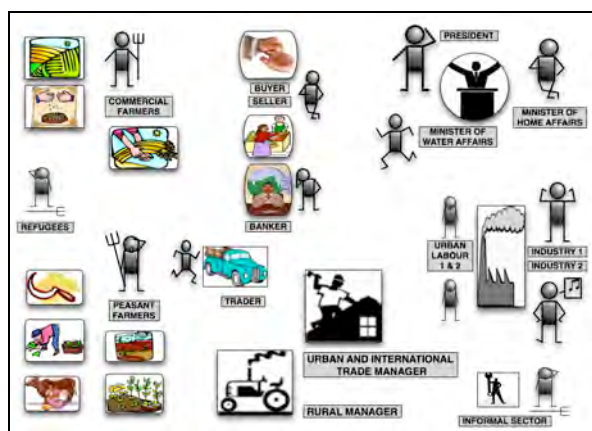 COMMERCIAL
FARMERS
BUYER
SELLER
PRESIDENT
MINISTER OF
WATER AFFAIRS
MINISTER OF
HOME AFFAIRS
REFUGEES
BANKER
URBAN
LABOUR
1 & 2
INDUSTRY 1
INDUSTRY 2
PEASANT
FARMERS
TRADER
URBAN AND INTERNATIONAL
TRADE MANAGER
RURAL MANAGER
INFORMAL SECTOR